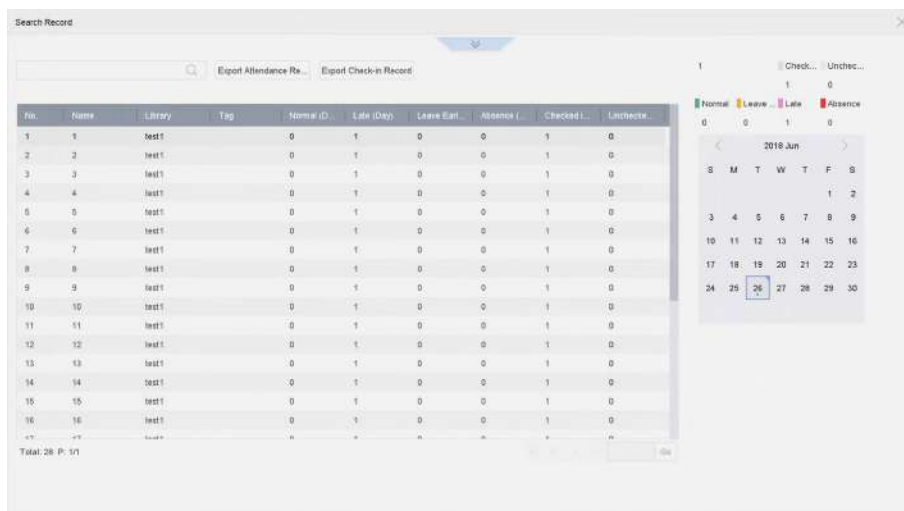 Search Record
Export Attendance Re... Export Check-in Record
1 Check... Unchec...
1 0
Normal Leave ... Late Absence
0 0 1 0
2018 Jun
S M T W T F S
1 2
3 4 5 6 7 8 9
10 11 12 13 14 15 16
17 18 19 20 21 22 23
24 25 26 27 28 29 30
No. Name Library Tag Normal (D... Late (Day) Leave Earl... Absence (... Checked i... Unchecke...
1 1 test1 0 1 0 0 1 0
2 2 test1 0 1 0 0 1 0
3 3 test1 0 1 0 0 1 0
4 4 test1 0 1 0 0 1 0
5 5 test1 0 1 0 0 1 0
6 6 test1 0 1 0 0 1 0
7 7 test1 0 1 0 0 1 0
8 8 test1 0 1 0 0 1 0
9 9 test1 0 1 0 0 1 0
10 10 test1 0 1 0 0 1 0
11 11 test1 0 1 0 0 1 0
12 12 test1 0 1 0 0 1 0
13 13 test1 0 1 0 0 1 0
14 14 test1 0 1 0 0 1 0
15 15 test1 0 1 0 0 1 0
16 16 test1 0 1 0 0 1 0
Total: 28 P: 1/1
Go